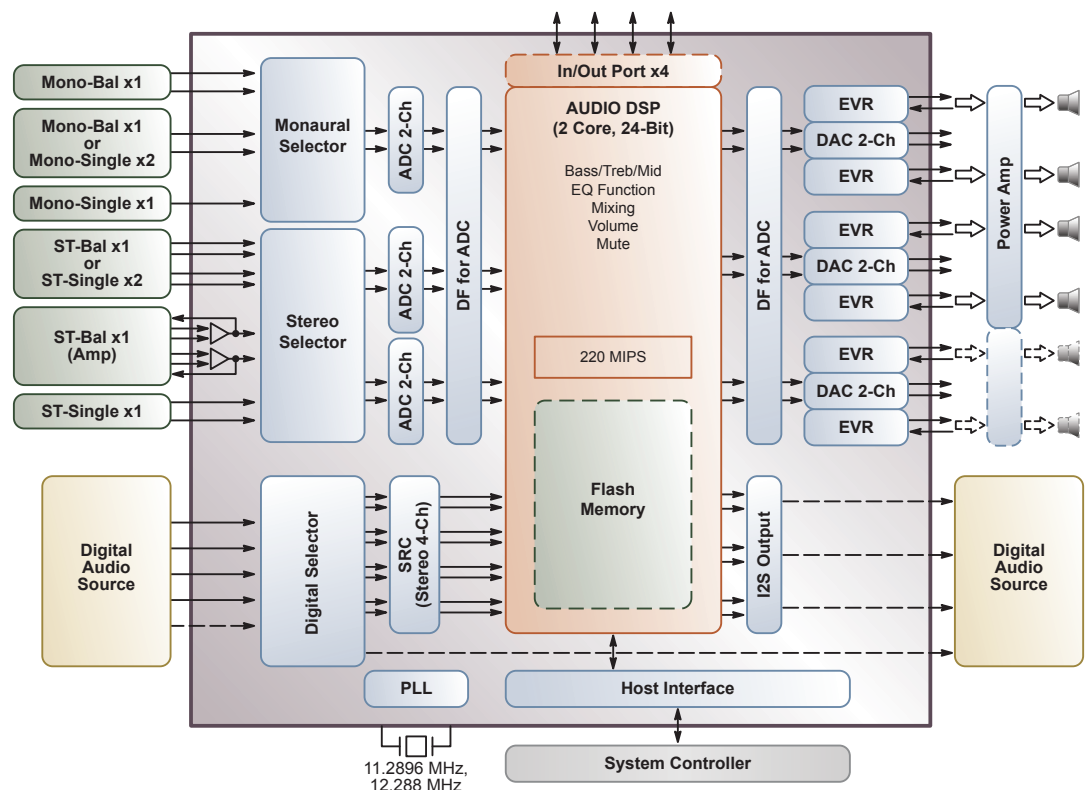 In/Out Port x4
Mono-Bal x1
Mono-Bal x1
or
Mono-Single x2
Mono-Single x1
ST-Bal x1
or
ST-Single x2
ST-Bal x1
(Amp)
ST-Single x1
Monaural
Selector
Stereo
Selector
ADC 2-Ch
ADC 2-Ch
ADC 2-Ch
DF for ADC
AUDIO DSP
(2 Core, 24-Bit)
Bass/Treb/Mid
EQ Function
Mixing
Volume
Mute
220 MIPS
Flash
Memory
DF for ADC
EVR
DAC 2-Ch
EVR
EVR
DAC 2-Ch
EVR
EVR
DAC 2-Ch
EVR
Power Amp
Digital
Audio
Source
Digital Selector
SRC
(Stereo 4-Ch)
I2S Output
Digital
Audio
Source
PLL
Host Interface
11.2896 MHz,
12.288 MHz
System Controller